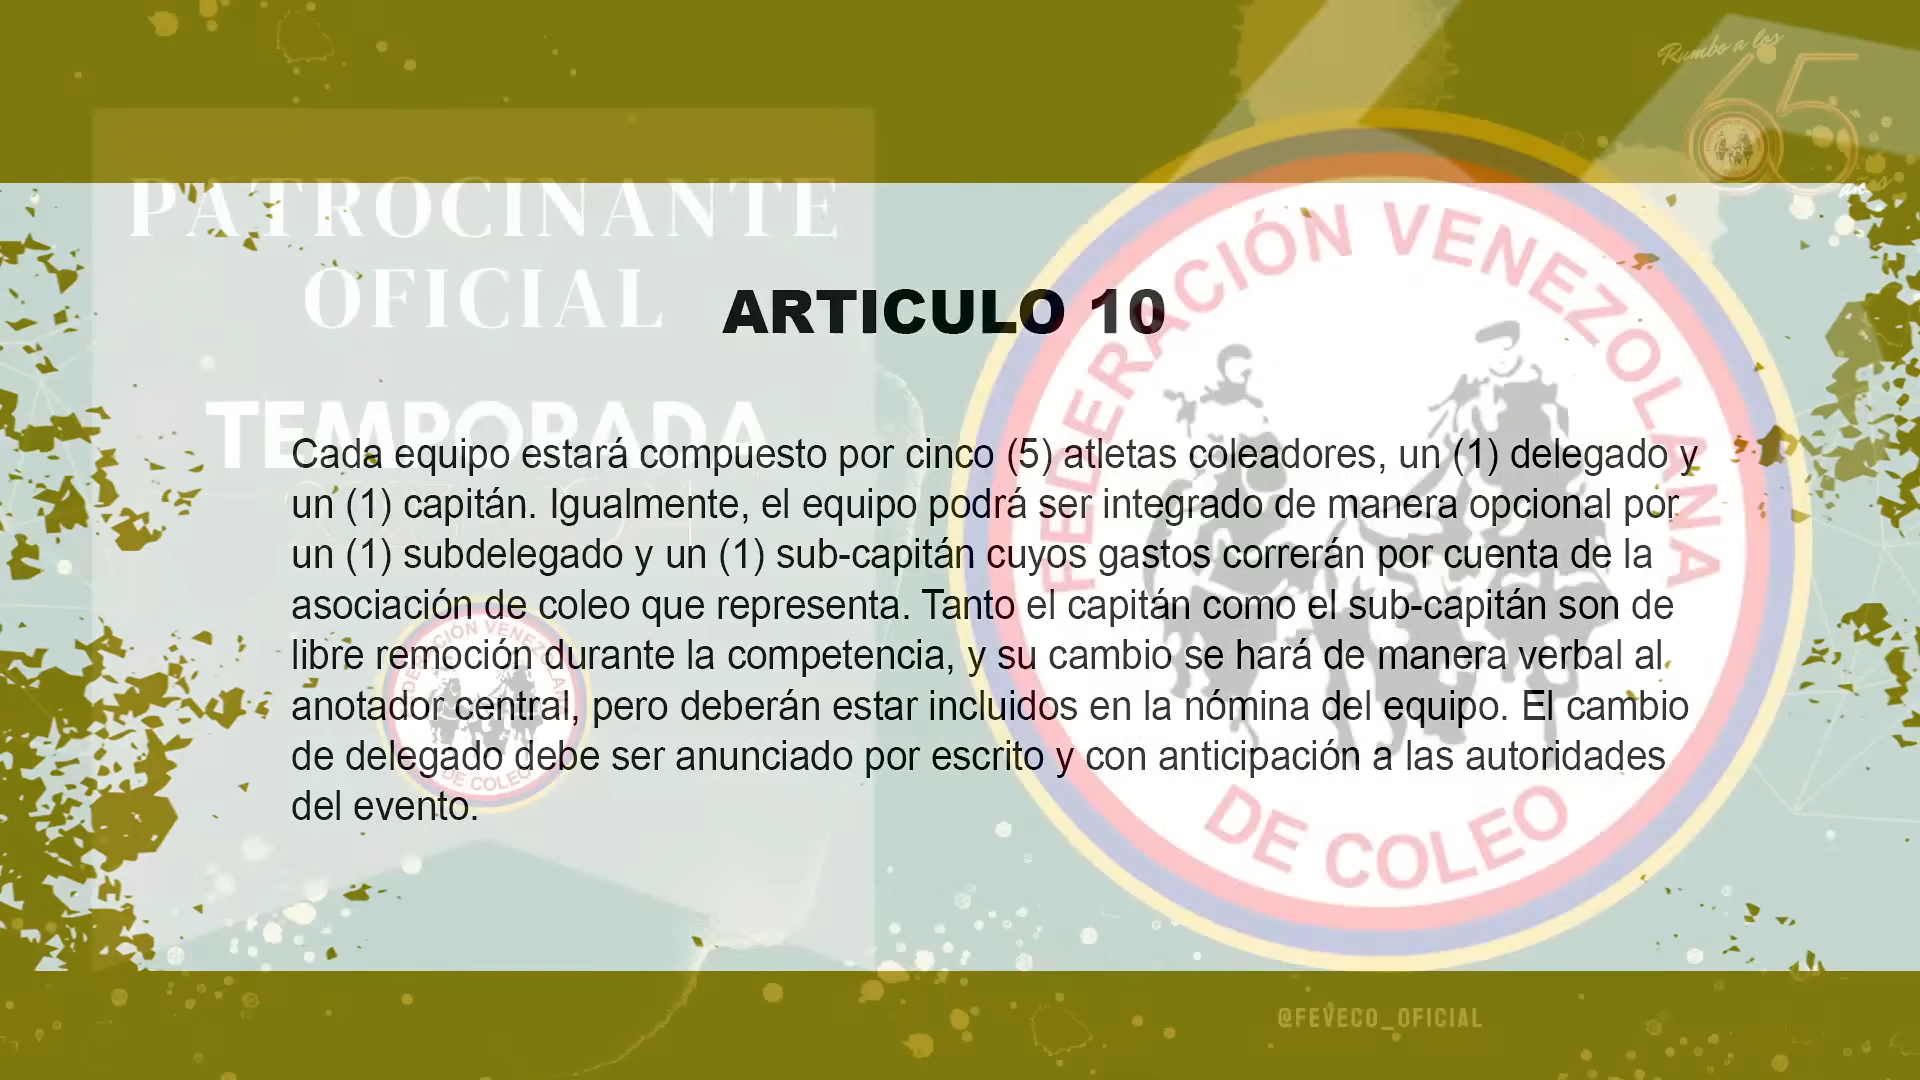 Rumbo a los
65
años
PATROCINANTE
OFICIAL
ARTICULO 10
TEMPORADA
FEDERACIÓN VENEZOLANA
DE COLEO
Cada equipo estará compuesto por cinco (5) atletas coleadores, un (1) delegado y
un (1) capitán. Igualmente, el equipo podrá ser integrado de manera opcional por
un (1) subdelegado y un (1) sub-capitán cuyos gastos correrán por cuenta de la
asociación de coleo que representa. Tanto el capitán como el sub-capitán son de
libre remoción durante la competencia, y su cambio se hará de manera verbal al
anotador central, pero deberán estar incluidos en la nómina del equipo. El cambio
de delegado debe ser anunciado por escrito y con anticipación a las autoridades
del evento.
FEDERACIÓN VENEZOLANA
DE COLEO
@FEVECO_OFICIAL